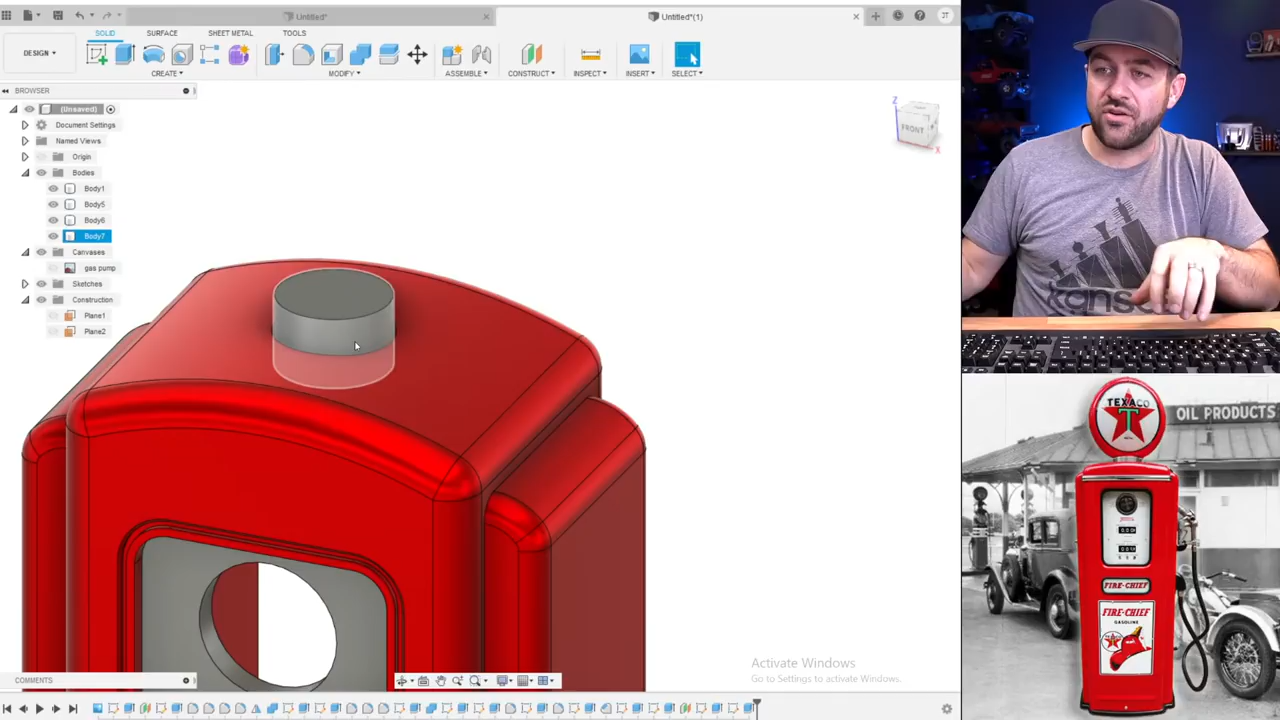 Untitled*
Untitled*(1)
JT
DESIGN
SOLID
SURFACE
SHEET METAL
TOOLS
CREATE
MODIFY
ASSEMBLE
CONSTRUCT
INSPECT
INSERT
SELECT
BROWSER
(Unsaved)
Document Settings
Named Views
Origin
Bodies
Body1
Body5
Body6
Body7
Canvases
gas pump
Sketches
Construction
Plane1
Plane2
Z
FRONT
X
Activate Windows
Go to Settings to activate Windows.
COMMENTS
TEXACO
T
OIL PRODUCTS
FIRE-CHIEF
FIRE-CHIEF
GASOLINE